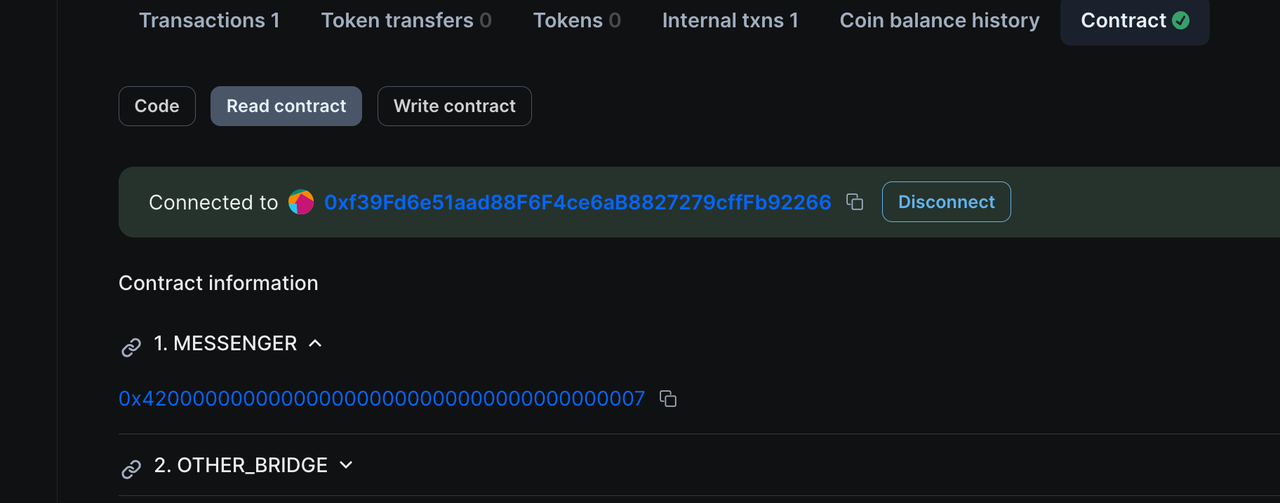 Transactions 1 Token transfers 0 Tokens 0 Internal txns 1 Coin balance history Contract
Code Read contract Write contract
Connected to 0xf39Fd6e51aad88F6F4ce6aB8827279cffFb92266 Disconnect
Contract information
1. MESSENGER
0x4200000000000000000000000000000000000007
2. OTHER_BRIDGE